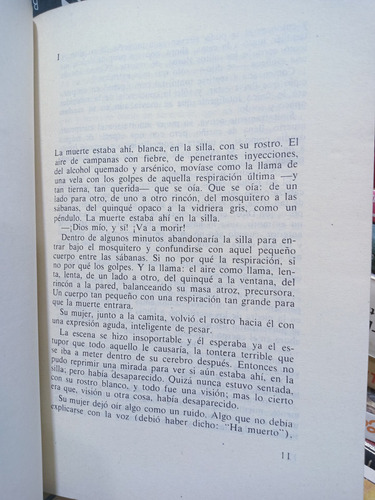 I
La muerte estaba ahí, blanca, en la silla, con su rostro. El
aire de campanas con fiebre, de penetrantes inyecciones,
del alcohol quemado y arsénico, movíase como la llama de
una vela con los golpes de aquella respiración última —y
tan tierna, tan querida— que se oía. Que se oía: de un
lado para otro, de uno a otro rincón, del mosquitero a las
sábanas, del quinqué opaco a la vidriera gris, como un
péndulo. La muerte estaba ahí en la silla.
—¡Dios mío, y sí! ¡Va a morir!
Dentro de algunos minutos abandonaría la silla para en-
trar bajo el mosquitero y confundirse con aquel pequeño
cuerpo entre las sábanas. Si no por qué la respiración, si
no por qué los golpes. Y la llama: el aire como llama, len-
ta, lenta, de un lado a otro, del quinqué a la ventana, del
rincón a la pared, balanceando su masa atroz, precursora.
Un cuerpo tan pequeño con una respiración tan grande para
que la muerte entrara.
Su mujer, junto a la camita, volvió el rostro hacia él con
una expresión aguda, inteligente de pesar.
La escena se hizo insoportable y él esperaba ya el es-
tupor que todo aquello le causaría, la tontera terrible que
se iba a meter dentro de su cerebro después. Entonces no
pudo reprimir una mirada para ver si aún estaba ahí, en la
silla; pero había desaparecido. Quizá nunca estuvo sentada,
con su rostro blanco, y todo fue una visión; mas lo cierto
era que, visión u otra cosa, había desaparecido.
Su mujer dejó oír algo como un ruido. Algo que no debía
explicarse con la voz (debió haber dicho: "Ha muerto"),
11